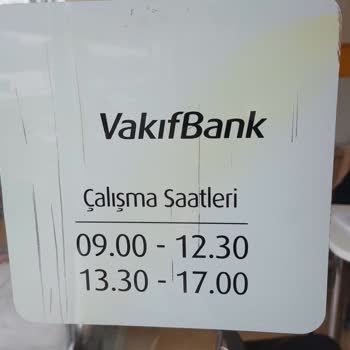 VakıfBank
Çalışma Saatleri
09.00 - 12.30
13.30 - 17.00